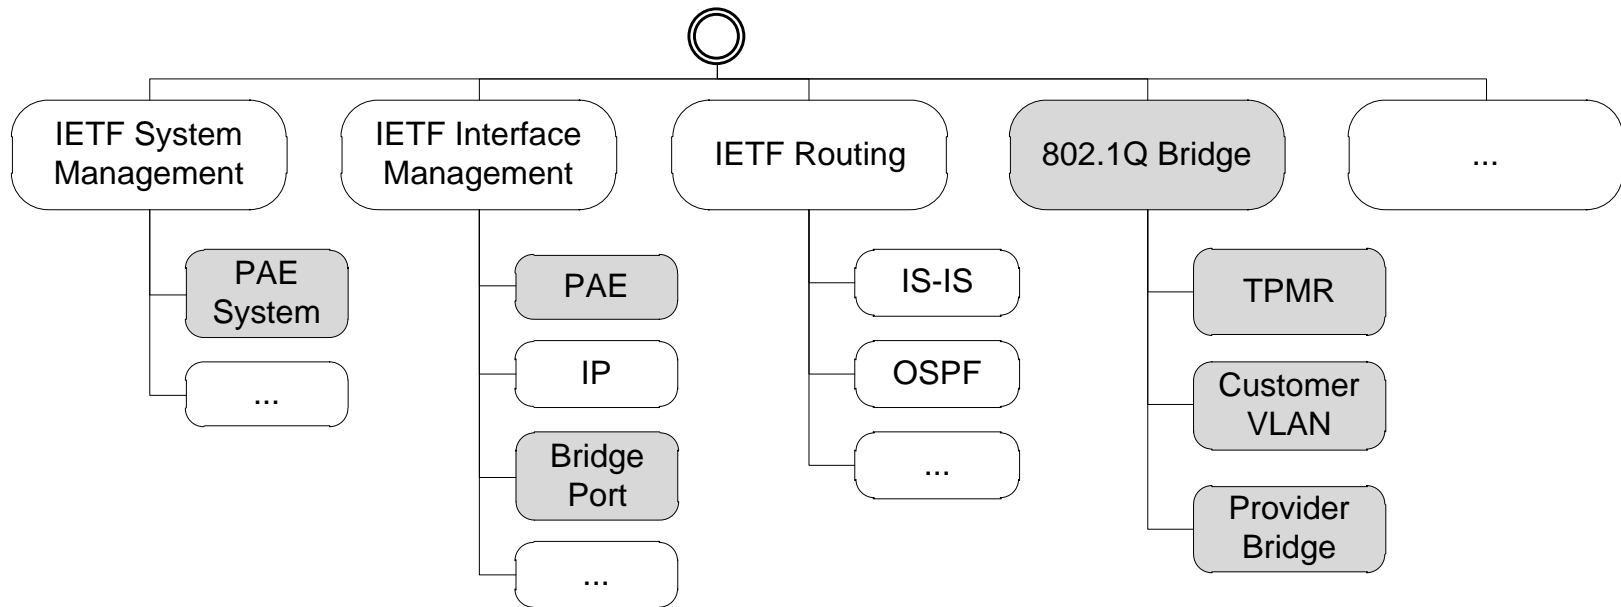 IETF System
Management
IETF Interface
Management
IETF Routing
802.1Q Bridge
...
PAE
System
...
PAE
IP
Bridge
Port
...
IS-IS
OSPF
...
TPMR
Customer
VLAN
Provider
Bridge